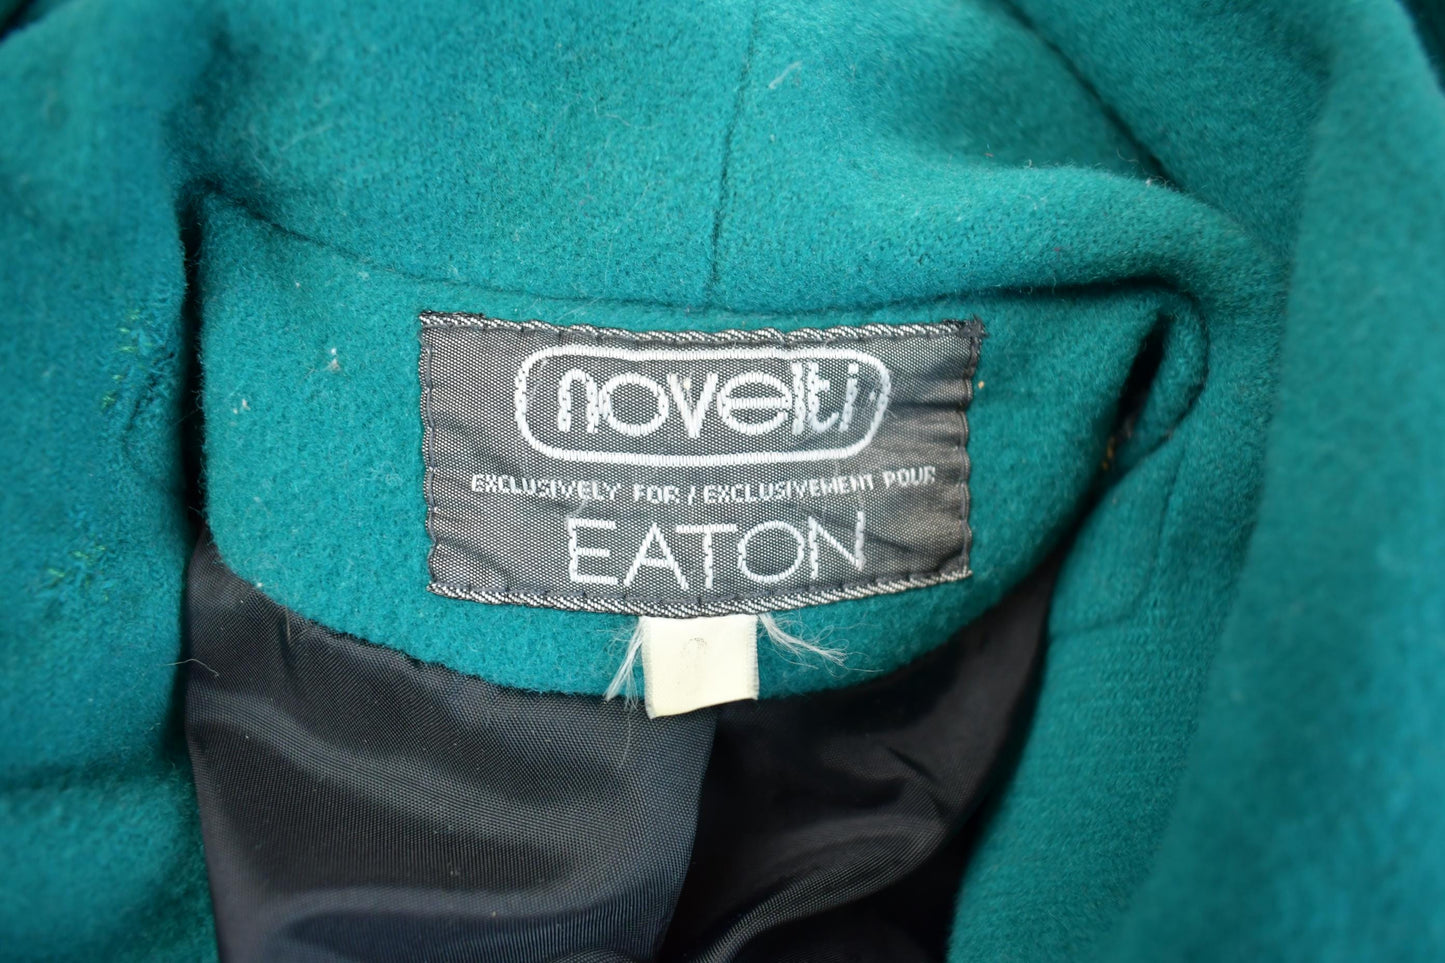 novelti
EXCLUSIVELY FOR / EXCLUSIVEMENT POUR
EATON